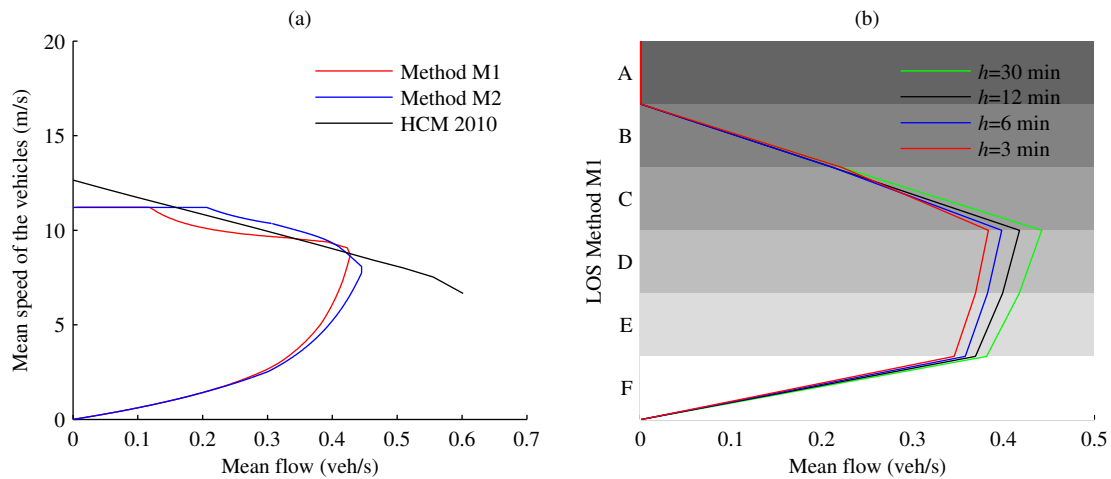 (a)
20
15
10
5
0
Mean speed of the vehicles (m/s)
Method M1
Method M2
HCM 2010
0 0.1 0.2 0.3 0.4 0.5 0.6 0.7
Mean flow (veh/s)
(b)
A
B
C
D
E
F
LOS Method M1
h=30 min
h=12 min
h=6 min
h=3 min
0 0.1 0.2 0.3 0.4 0.5
Mean flow (veh/s)